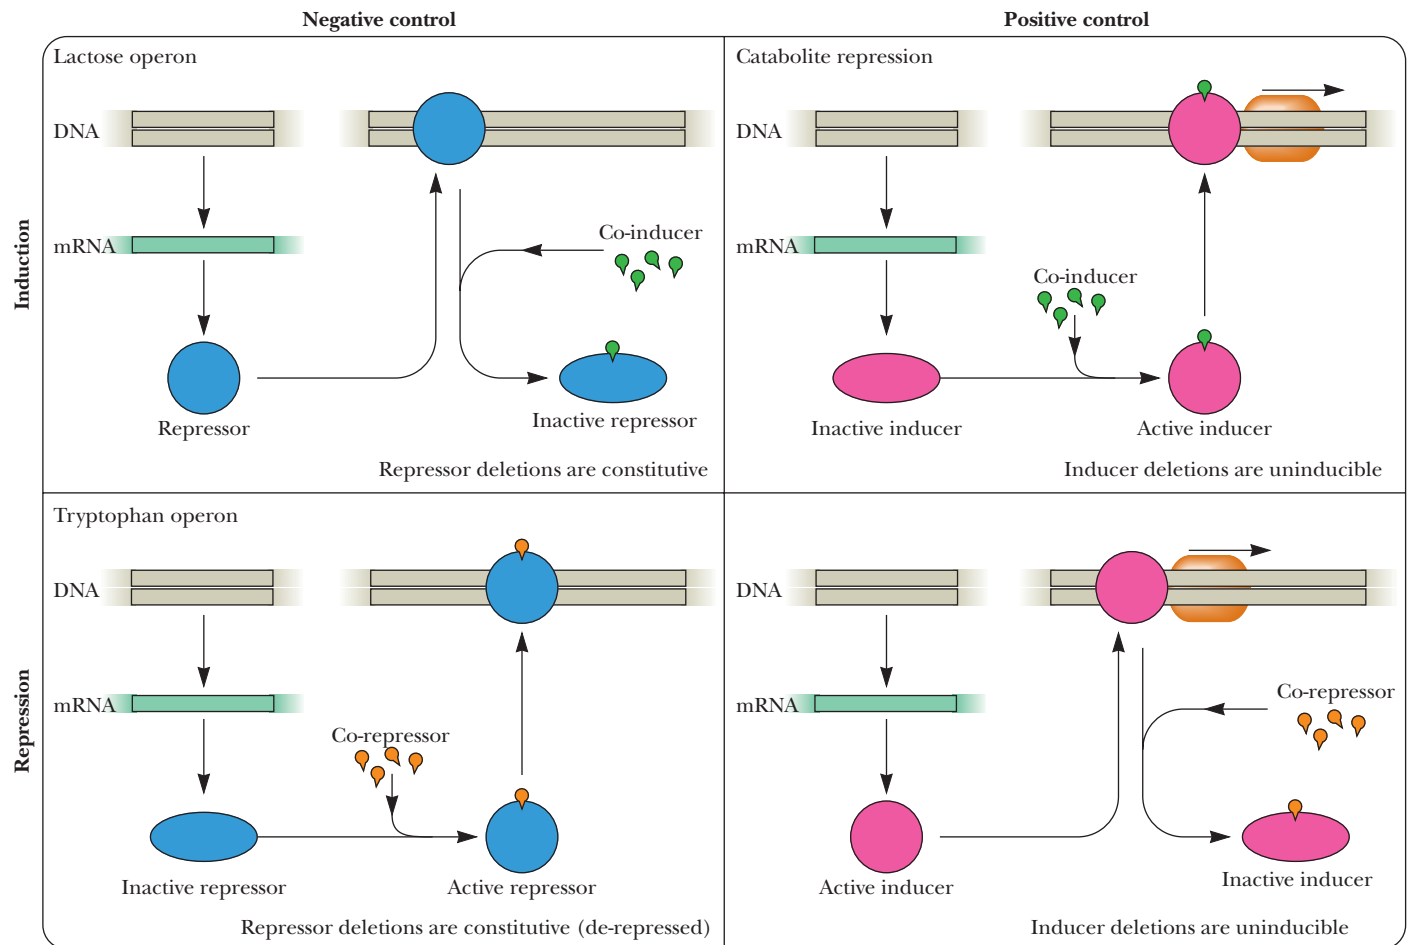 Negative control
Positive control
Induction
Lactose operon
DNA
mRNA
Co-inducer
Repressor
Inactive repressor
Repressor deletions are constitutive
Catabolite repression
DNA
mRNA
Co-inducer
Inactive inducer
Active inducer
Inducer deletions are uninducible
Repression
Tryptophan operon
DNA
mRNA
Co-repressor
Inactive repressor
Active repressor
Repressor deletions are constitutive (de-repressed)
DNA
mRNA
Co-repressor
Active inducer
Inactive inducer
Inducer deletions are uninducible